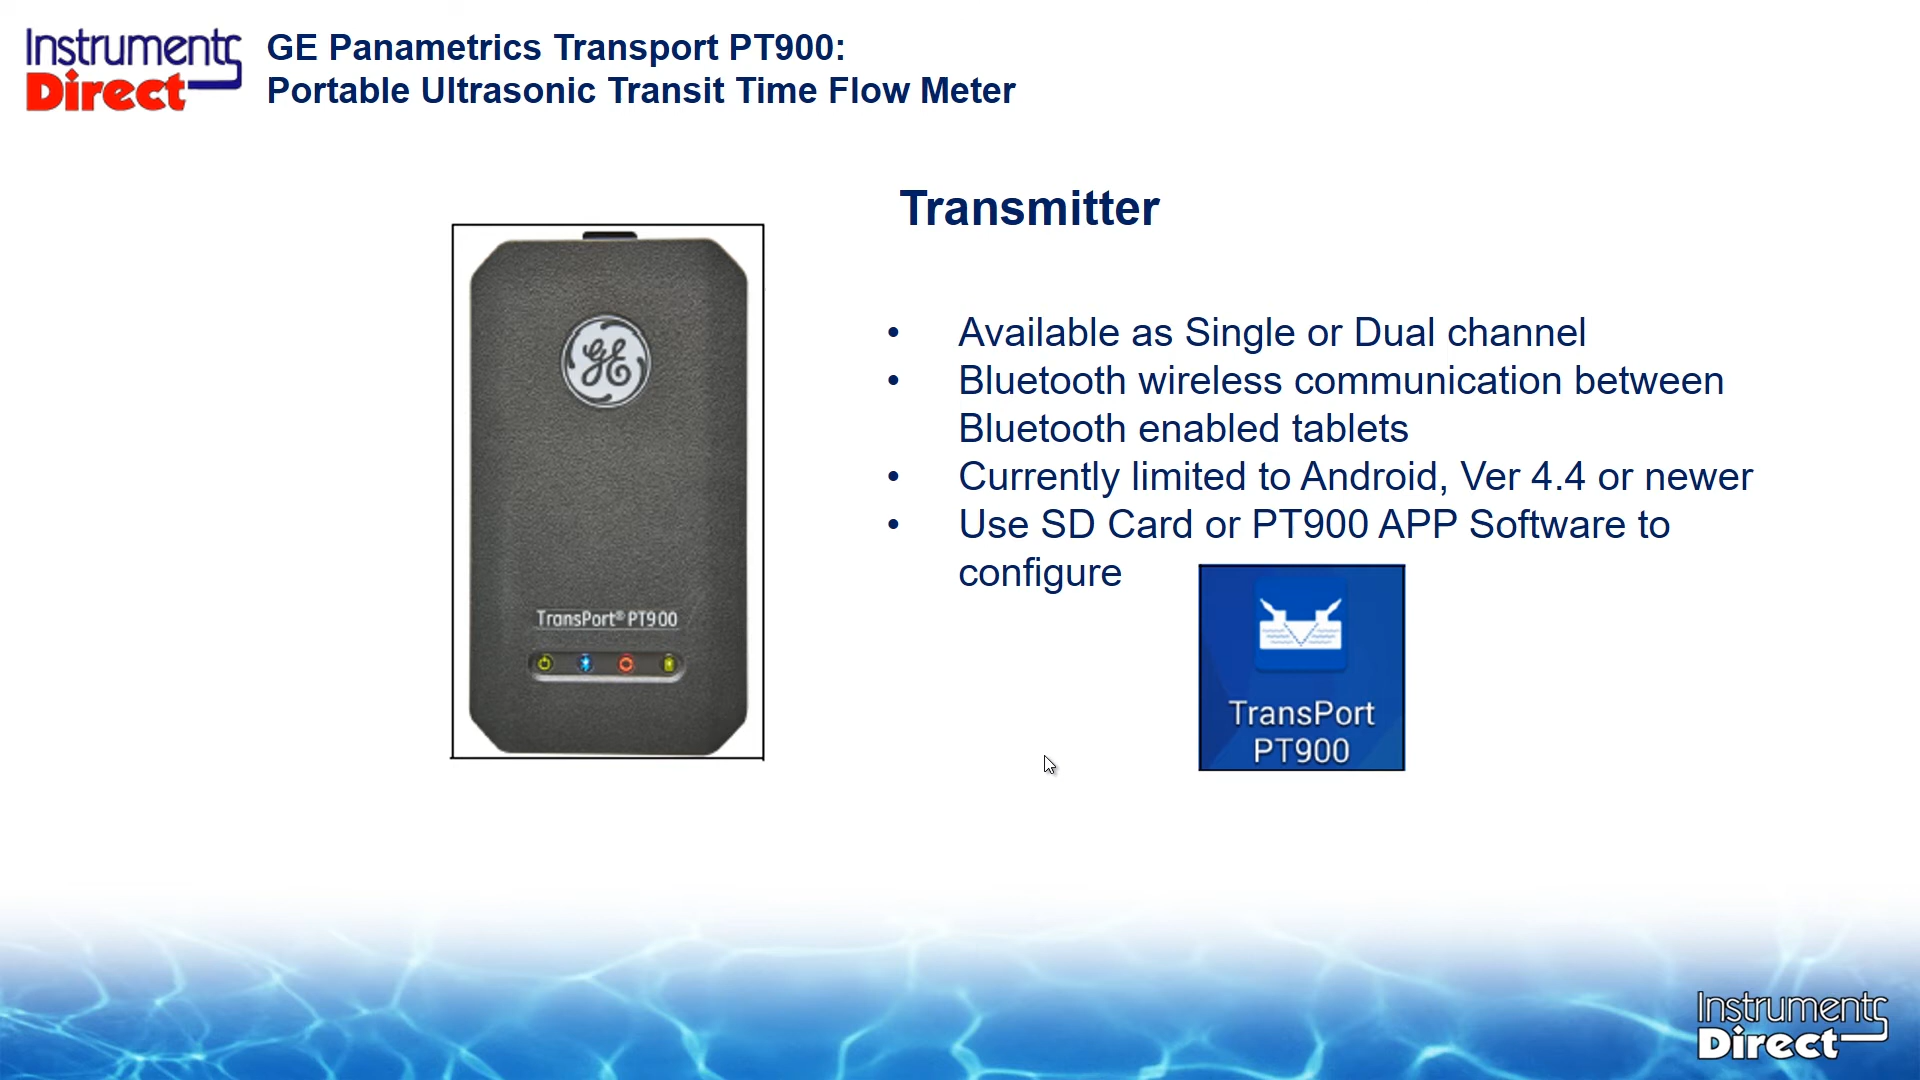 Instruments
Direct
GE Panametrics Transport PT900:
Portable Ultrasonic Transit Time Flow Meter
Transmitter
GE
TransPort® PT900
• Available as Single or Dual channel
• Bluetooth wireless communication between
Bluetooth enabled tablets
• Currently limited to Android, Ver 4.4 or newer
• Use SD Card or PT900 APP Software to
configure
TransPort
PT900
Instruments
Direct